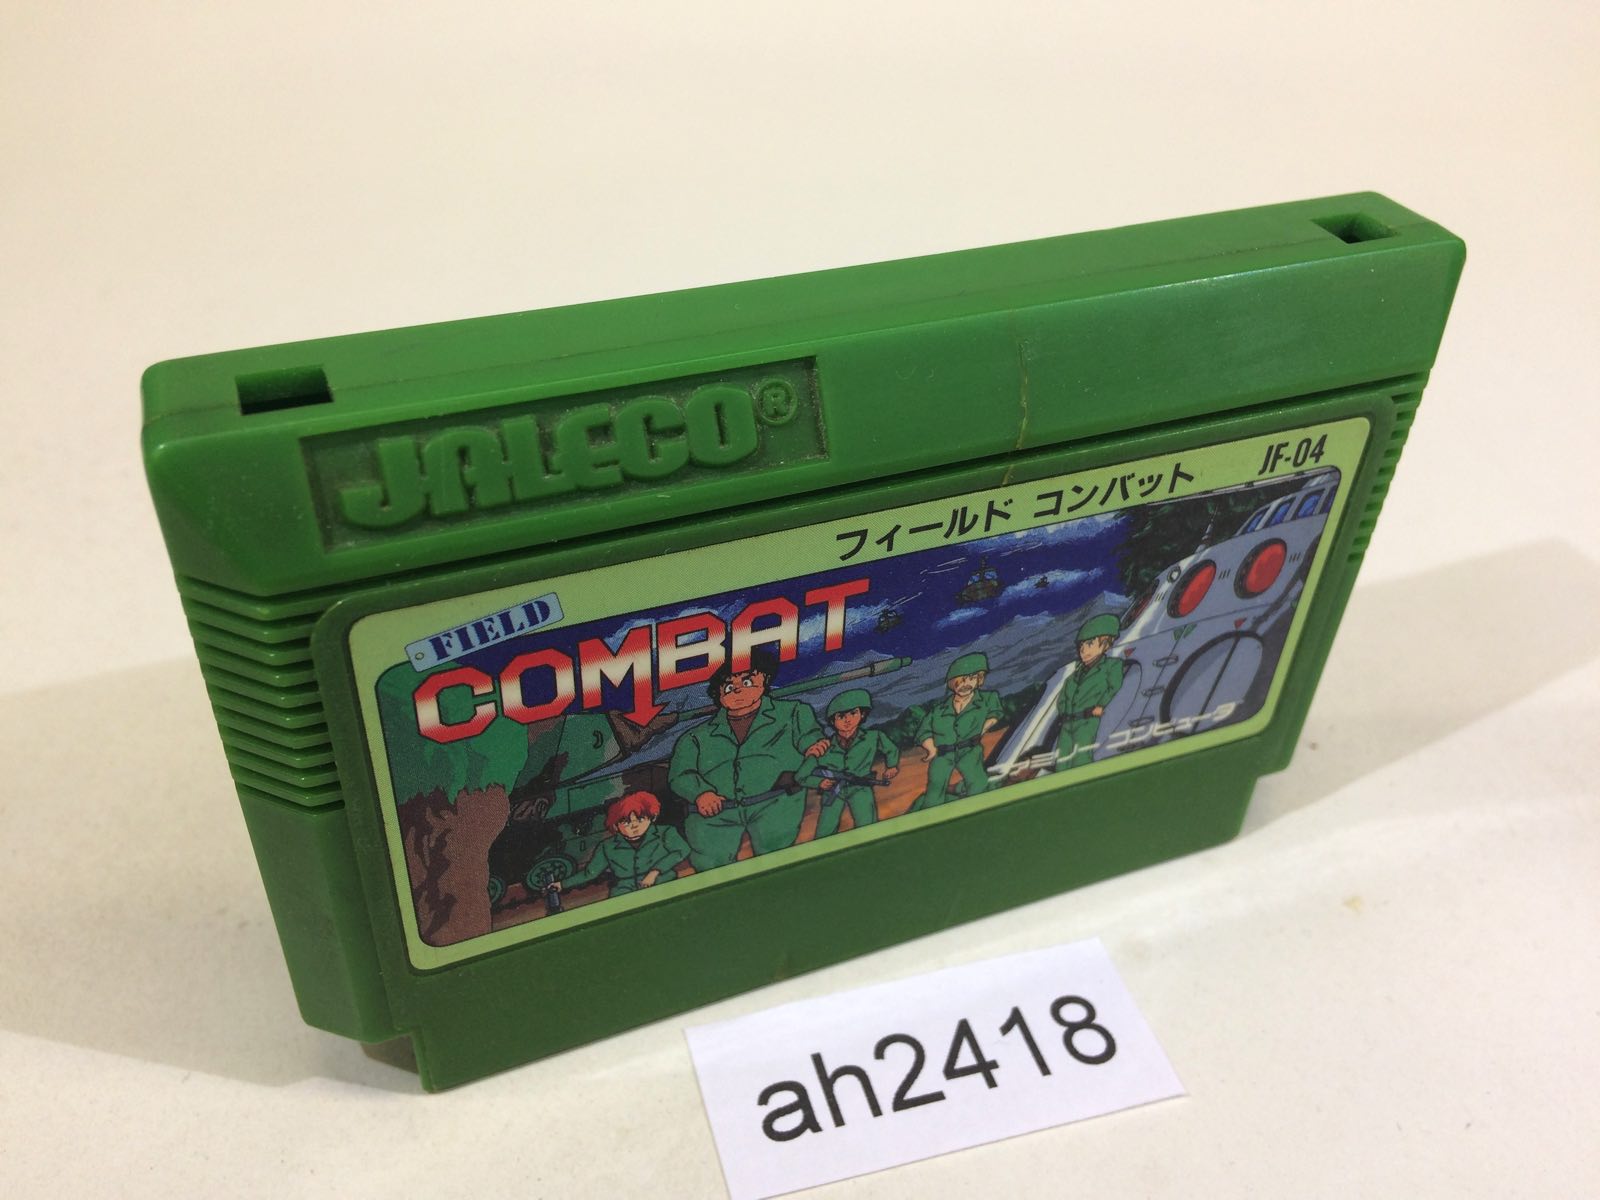 JALECO®
フィールド コンバット JF-04
FIELD
COMBAT
ファミリー コンピュータ
ah2418